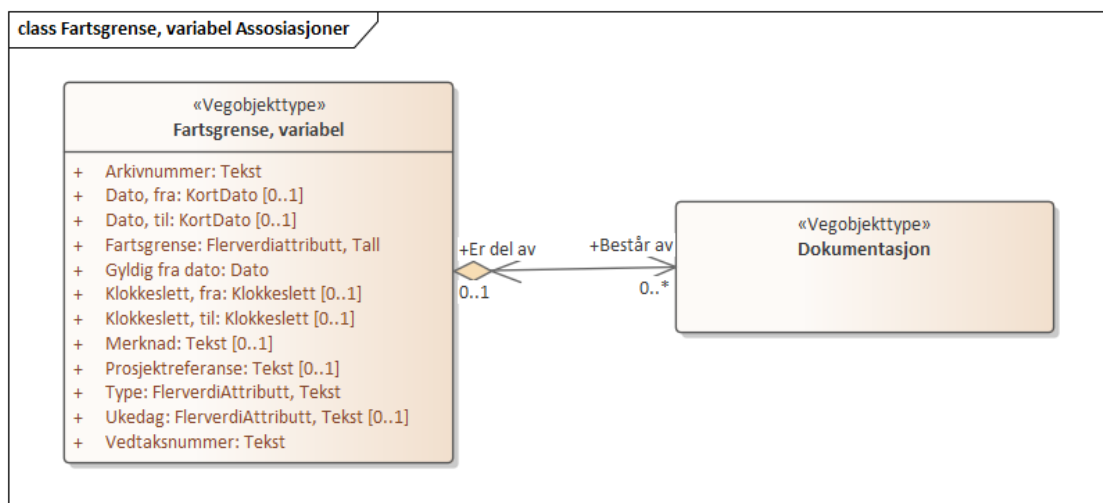 class Fartsgrense, variabel Assosiasjoner
«Vegobjekttype»
Fartsgrense, variabel
+ Arkivnummer: Tekst
+ Dato, fra: KortDato [0..1]
+ Dato, til: KortDato [0..1]
+ Fartsgrense: Flerverdiattributt, Tall
+ Gyldig fra dato: Dato
+ Klokkeslett, fra: Klokkeslett [0..1]
+ Klokkeslett, til: Klokkeslett [0..1]
+ Merknad: Tekst [0..1]
+ Prosjektreferanse: Tekst [0..1]
+ Type: FlerverdiAttributt, Tekst
+ Ukedag: FlerverdiAttributt, Tekst [0..1]
+ Vedtaksnummer: Tekst
+Er del av
0..1
+Består av
0..*
«Vegobjekttype»
Dokumentasjon